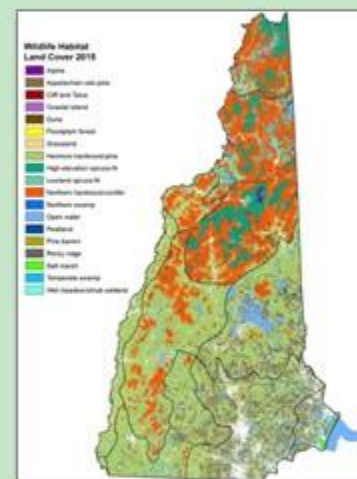 Wildlife Habitat
Land Cover 2015
Alpine
Appalachian oak-pine
Cliff and Talus
Coastal island
Dune
Floodplain forest
Grassland
Hemlock-hardwood-pine
High-elevation spruce-fir
Lowland spruce-fir
Northern hardwood-conifer
Northern swamp
Open water
Peatland
Pine barren
Rocky ridge
Salt marsh
Temperate swamp
Wet meadow/shrub wetland